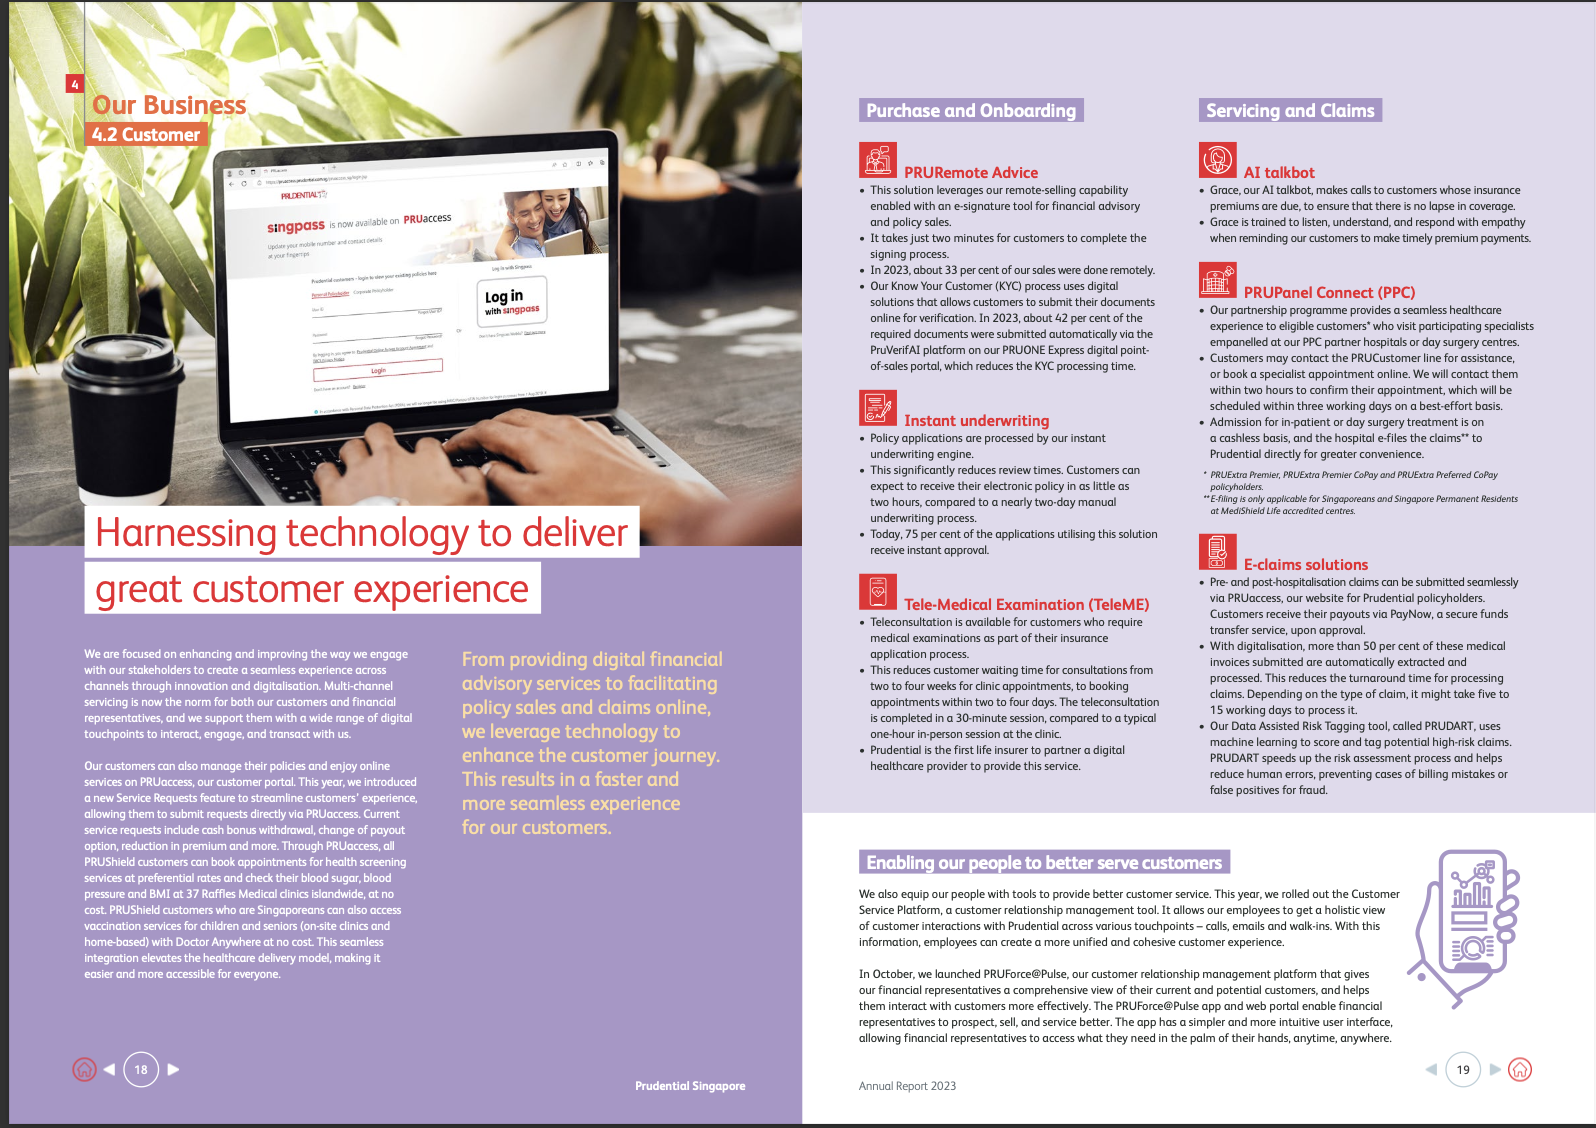 4
Our Business
4.2 Customer
PRUDENTIAL
singpass is now available on PRUaccess
Update your mobile number and contact details
at your fingertips
Prudential customers - login to view your existing policies here.
Personal Policyholder Corporate Policyholder
User ID
Forgot User ID?
Password
Forgot Password?
Login
Or
Log in with Singpass
Log in
with singpass
Harnessing technology to deliver
great customer experience
We are focused on enhancing and improving the way we engage
with our stakeholders to create a seamless experience across
channels through innovation and digitalisation. Multi-channel
servicing is now the norm for both our customers and financial
representatives, and we support them with a wide range of digital
touchpoints to interact, engage, and transact with us.
Our customers can also manage their policies and enjoy online
services on PRUaccess, our customer portal. This year, we introduced
a new Service Requests feature to streamline customers' experience,
allowing them to submit requests directly via PRUaccess. Current
service requests include cash bonus withdrawal, change of payout
option, reduction in premium and more. Through PRUaccess, all
PRUShield customers can book appointments for health screening
services at preferential rates and check their blood sugar, blood
pressure and BMI at 37 Raffles Medical clinics islandwide, at no
cost. PRUShield customers who are Singaporeans can also access
vaccination services for children and seniors (on-site clinics and
home-based) with Doctor Anywhere at no cost. This seamless
integration elevates the healthcare delivery model, making it
easier and more accessible for everyone.
From providing digital financial
advisory services to facilitating
policy sales and claims online,
we leverage technology to
enhance the customer journey.
This results in a faster and
more seamless experience
for our customers.
18
Prudential Singapore
Purchase and Onboarding
PRURemote Advice
• This solution leverages our remote-selling capability
enabled with an e-signature tool for financial advisory
and policy sales.
• It takes just two minutes for customers to complete the
signing process.
• In 2023, about 33 per cent of our sales were done remotely.
• Our Know Your Customer (KYC) process uses digital
solutions that allows customers to submit their documents
online for verification. In 2023, about 42 per cent of the
required documents were submitted automatically via the
PruVerifAI platform on our PRUONE Express digital point-
of-sales portal, which reduces the KYC processing time.
Instant underwriting
• Policy applications are processed by our instant
underwriting engine.
• This significantly reduces review times. Customers can
expect to receive their electronic policy in as little as
two hours, compared to a nearly two-day manual
underwriting process.
• Today, 75 per cent of the applications utilising this solution
receive instant approval.
Tele-Medical Examination (TeleME)
• Teleconsultation is available for customers who require
medical examinations as part of their insurance
application process.
• This reduces customer waiting time for consultations from
two to four weeks for clinic appointments, to booking
appointments within two to four days. The teleconsultation
is completed in a 30-minute session, compared to a typical
one-hour in-person session at the clinic.
• Prudential is the first life insurer to partner a digital
healthcare provider to provide this service.
Servicing and Claims
AI talkbot
• Grace, our AI talkbot, makes calls to customers whose insurance
premiums are due, to ensure that there is no lapse in coverage.
• Grace is trained to listen, understand, and respond with empathy
when reminding our customers to make timely premium payments.
PRUPanel Connect (PPC)
• Our partnership programme provides a seamless healthcare
experience to eligible customers* who visit participating specialists
empanelled at our PPC partner hospitals or day surgery centres.
• Customers may contact the PRUCustomer line for assistance,
or book a specialist appointment online. We will contact them
within two hours to confirm their appointment, which will be
scheduled within three working days on a best-effort basis.
• Admission for in-patient or day surgery treatment is on
a cashless basis, and the hospital e-files the claims** to
Prudential directly for greater convenience.
* PRUExtra Premier, PRUExtra Premier CoPay and PRUExtra Preferred CoPay
policyholders.
** E-filing is only applicable for Singaporeans and Singapore Permanent Residents
at MediShield Life accredited centres.
E-claims solutions
• Pre- and post-hospitalisation claims can be submitted seamlessly
via PRUaccess, our website for Prudential policyholders.
Customers receive their payouts via PayNow, a secure funds
transfer service, upon approval.
• With digitalisation, more than 50 per cent of these medical
invoices submitted are automatically extracted and
processed. This reduces the turnaround time for processing
claims. Depending on the type of claim, it might take five to
15 working days to process it.
• Our Data Assisted Risk Tagging tool, called PRUDART, uses
machine learning to score and tag potential high-risk claims.
PRUDART speeds up the risk assessment process and helps
reduce human errors, preventing cases of billing mistakes or
false positives for fraud.
Enabling our people to better serve customers
We also equip our people with tools to provide better customer service. This year, we rolled out the Customer
Service Platform, a customer relationship management tool. It allows our employees to get a holistic view
of customer interactions with Prudential across various touchpoints – calls, emails and walk-ins. With this
information, employees can create a more unified and cohesive customer experience.
In October, we launched PRUForce@Pulse, our customer relationship management platform that gives
our financial representatives a comprehensive view of their current and potential customers, and helps
them interact with customers more effectively. The PRUForce@Pulse app and web portal enable financial
representatives to prospect, sell, and service better. The app has a simpler and more intuitive user interface,
allowing financial representatives to access what they need in the palm of their hands, anytime, anywhere.
Annual Report 2023
19